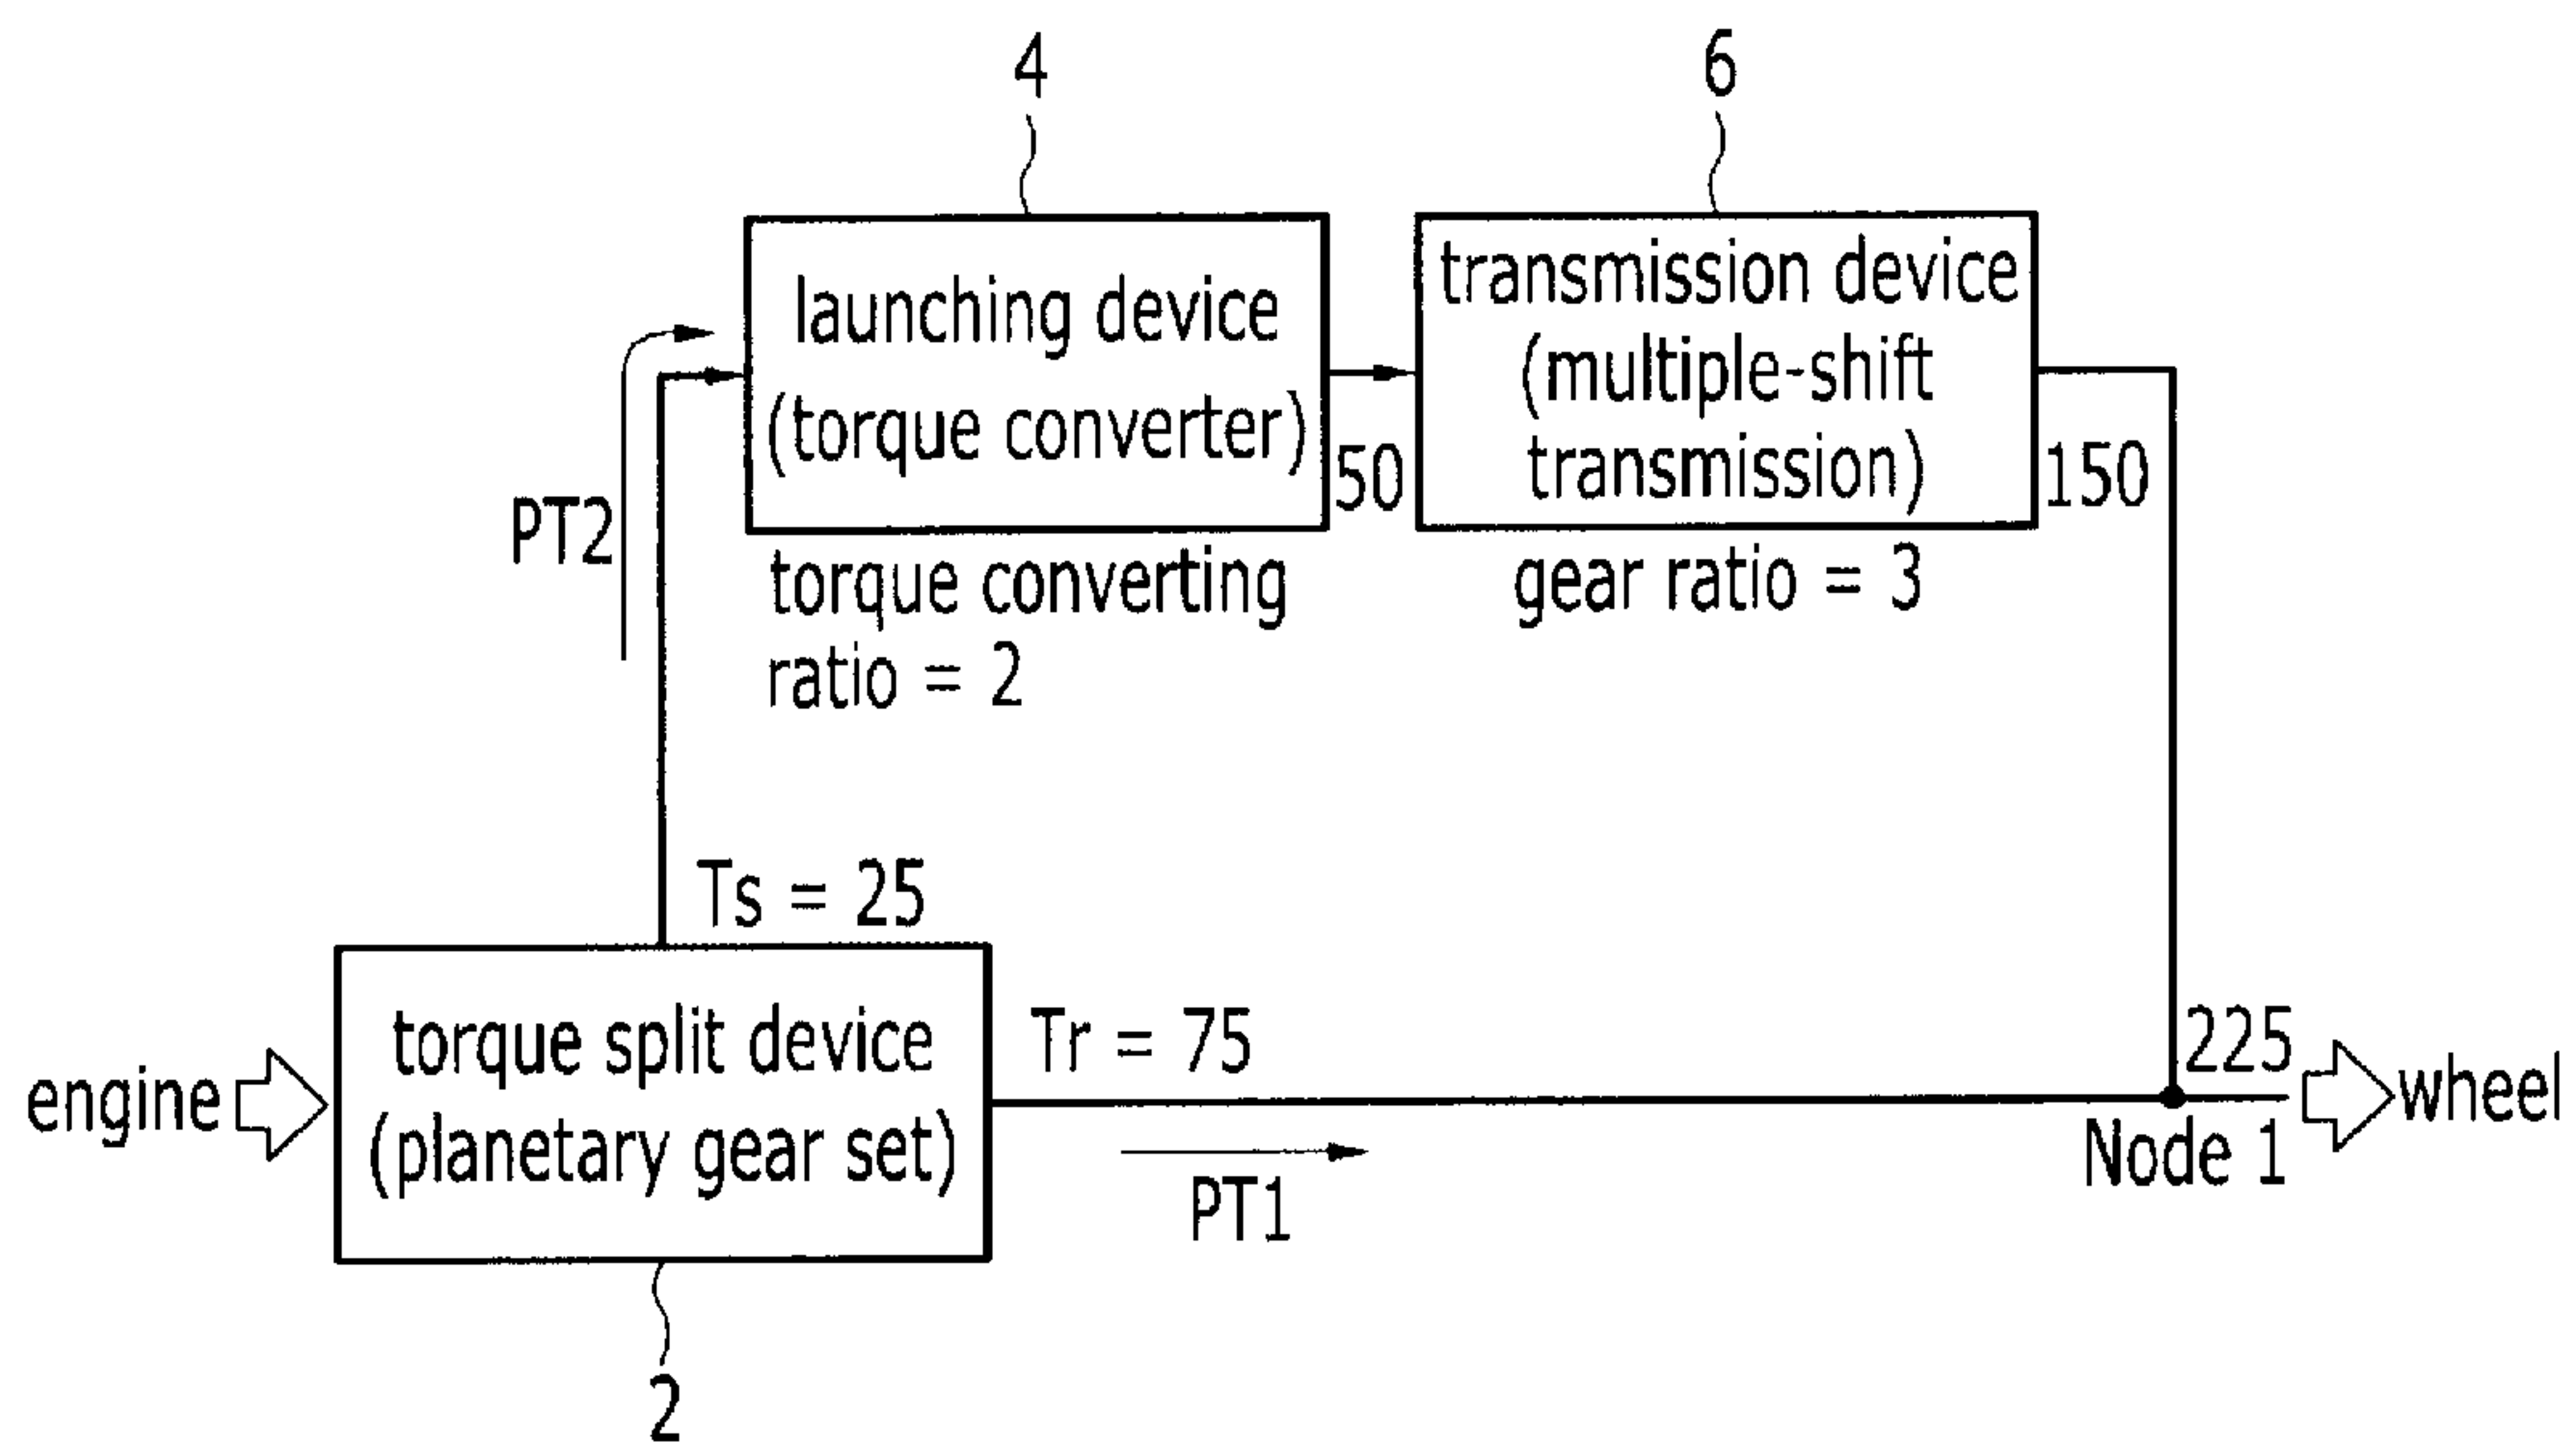 4
6
launching device
(torque converter)
50
transmission device
(multiple-shift
transmission)
150
PT2
torque converting
ratio = 2
gear ratio = 3
Ts = 25
engine
torque split device
(planetary gear set)
Tr = 75
PT1
225
wheel
Node 1
2